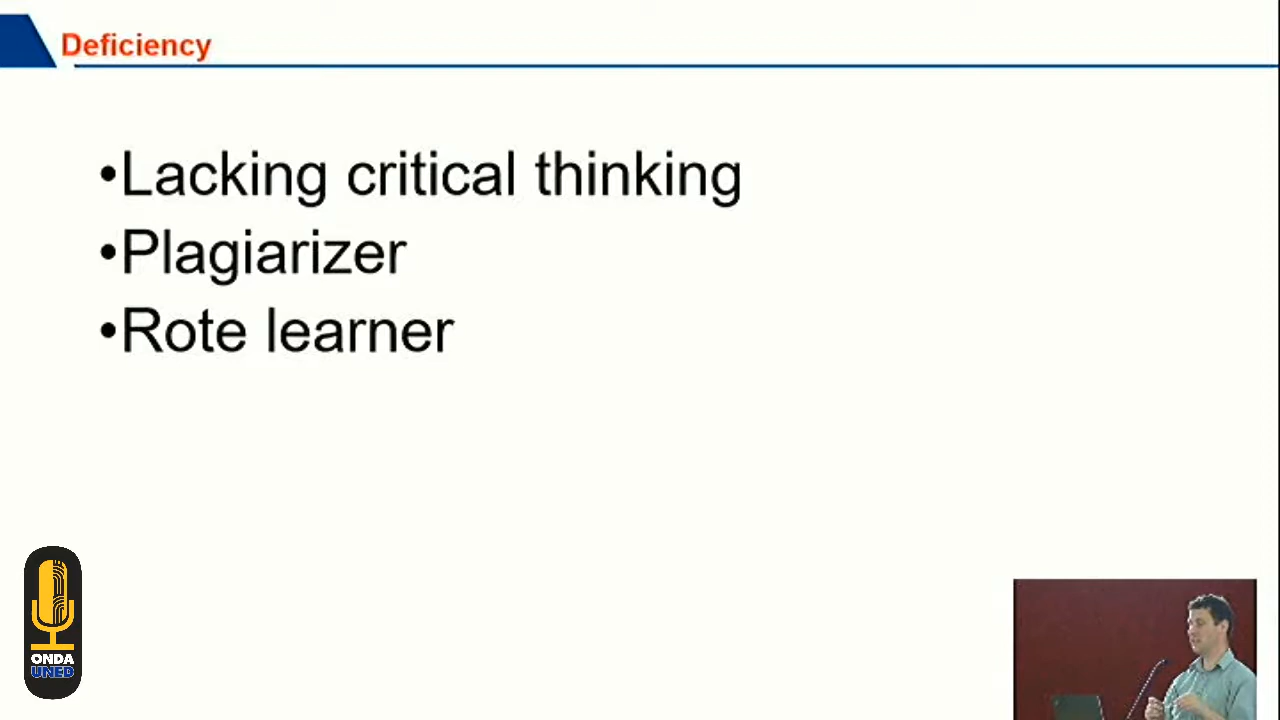 Deficiency
•Lacking critical thinking
•Plagiarizer
•Rote learner
ONDA
UNED